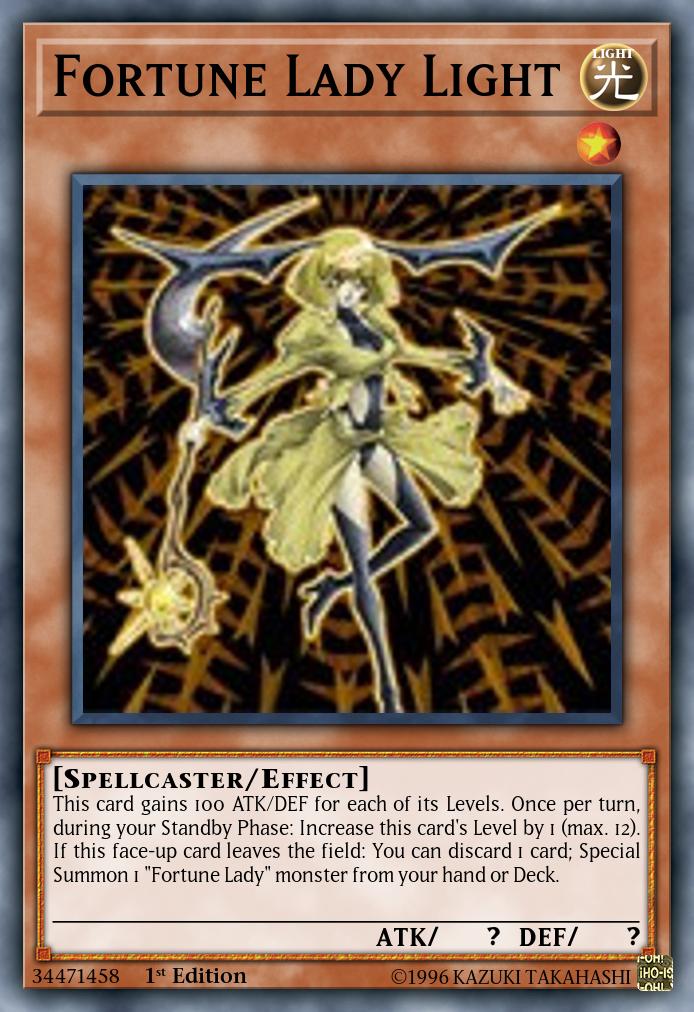 FORTUNE LADY LIGHT
LIGHT
光
[SPELLCASTER/EFFECT]
This card gains 100 ATK/DEF for each of its Levels. Once per turn,
during your Standby Phase: Increase this card's Level by 1 (max. 12).
If this face-up card leaves the field: You can discard 1 card; Special
Summon 1 "Fortune Lady" monster from your hand or Deck.
ATK/ ? DEF/ ?
34471458 1st Edition ©1996 KAZUKI TAKAHASHI